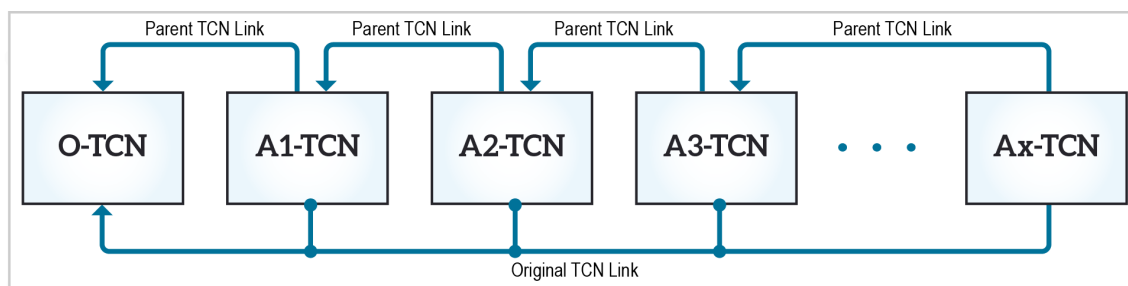 Parent TCN Link Parent TCN Link Parent TCN Link Parent TCN Link
O-TCN A1-TCN A2-TCN A3-TCN Ax-TCN
Original TCN Link